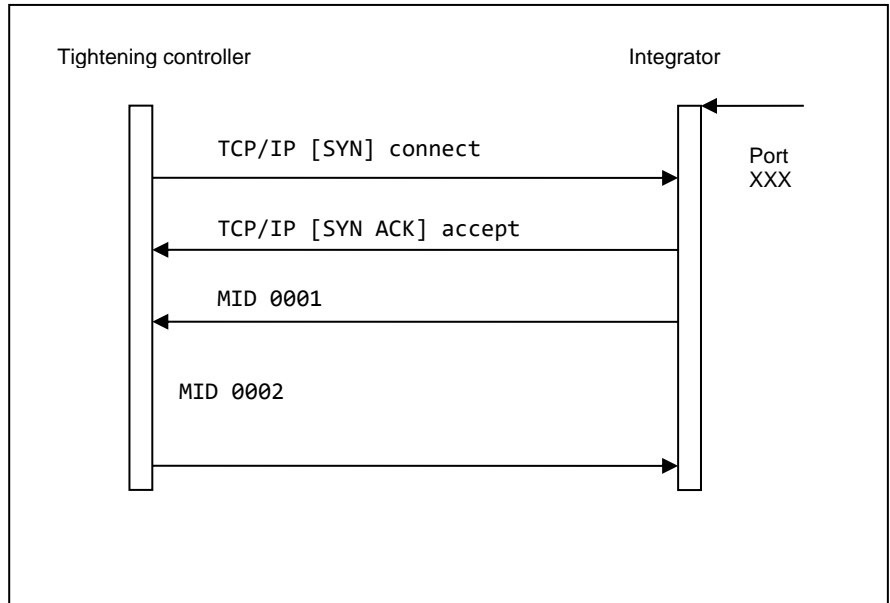 Tightening controller
Integrator
TCP/IP [SYN] connect
Port
XXX
TCP/IP [SYN ACK] accept
MID 0001
MID 0002